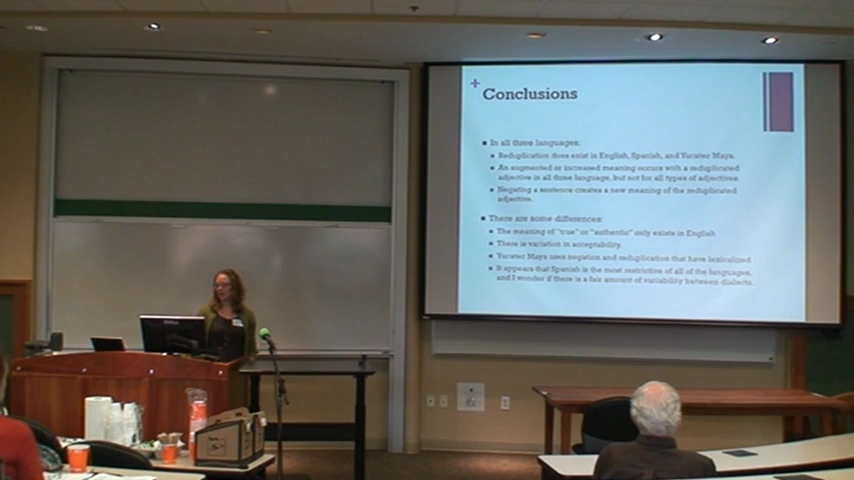 + Conclusions
In all three languages:
Reduplication does exist in English, Spanish, and Yucatec Maya.
An augmented or increased meaning occurs with a reduplicated
adjective in all three language, but not for all types of adjectives.
Negating a sentence creates a new meaning of the reduplicated
adjective.
There are some differences:
The meaning of "true" or "authentic" only exists in English
There is variation in acceptability.
Yucatec Maya uses negation and reduplication that have lexicalized
It appears that Spanish is the most restrictive of all of the languages,
and I wonder if there is a fair amount of variability between dialects.